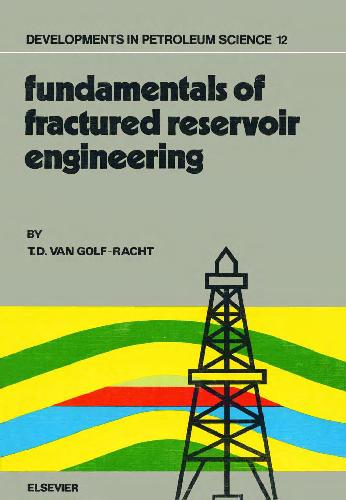 DEVELOPMENTS IN PETROLEUM SCIENCE 12
fundamentals of
fractured reservoir
engineering
BY
T.D. VAN GOLF-RACHT
ELSEVIER